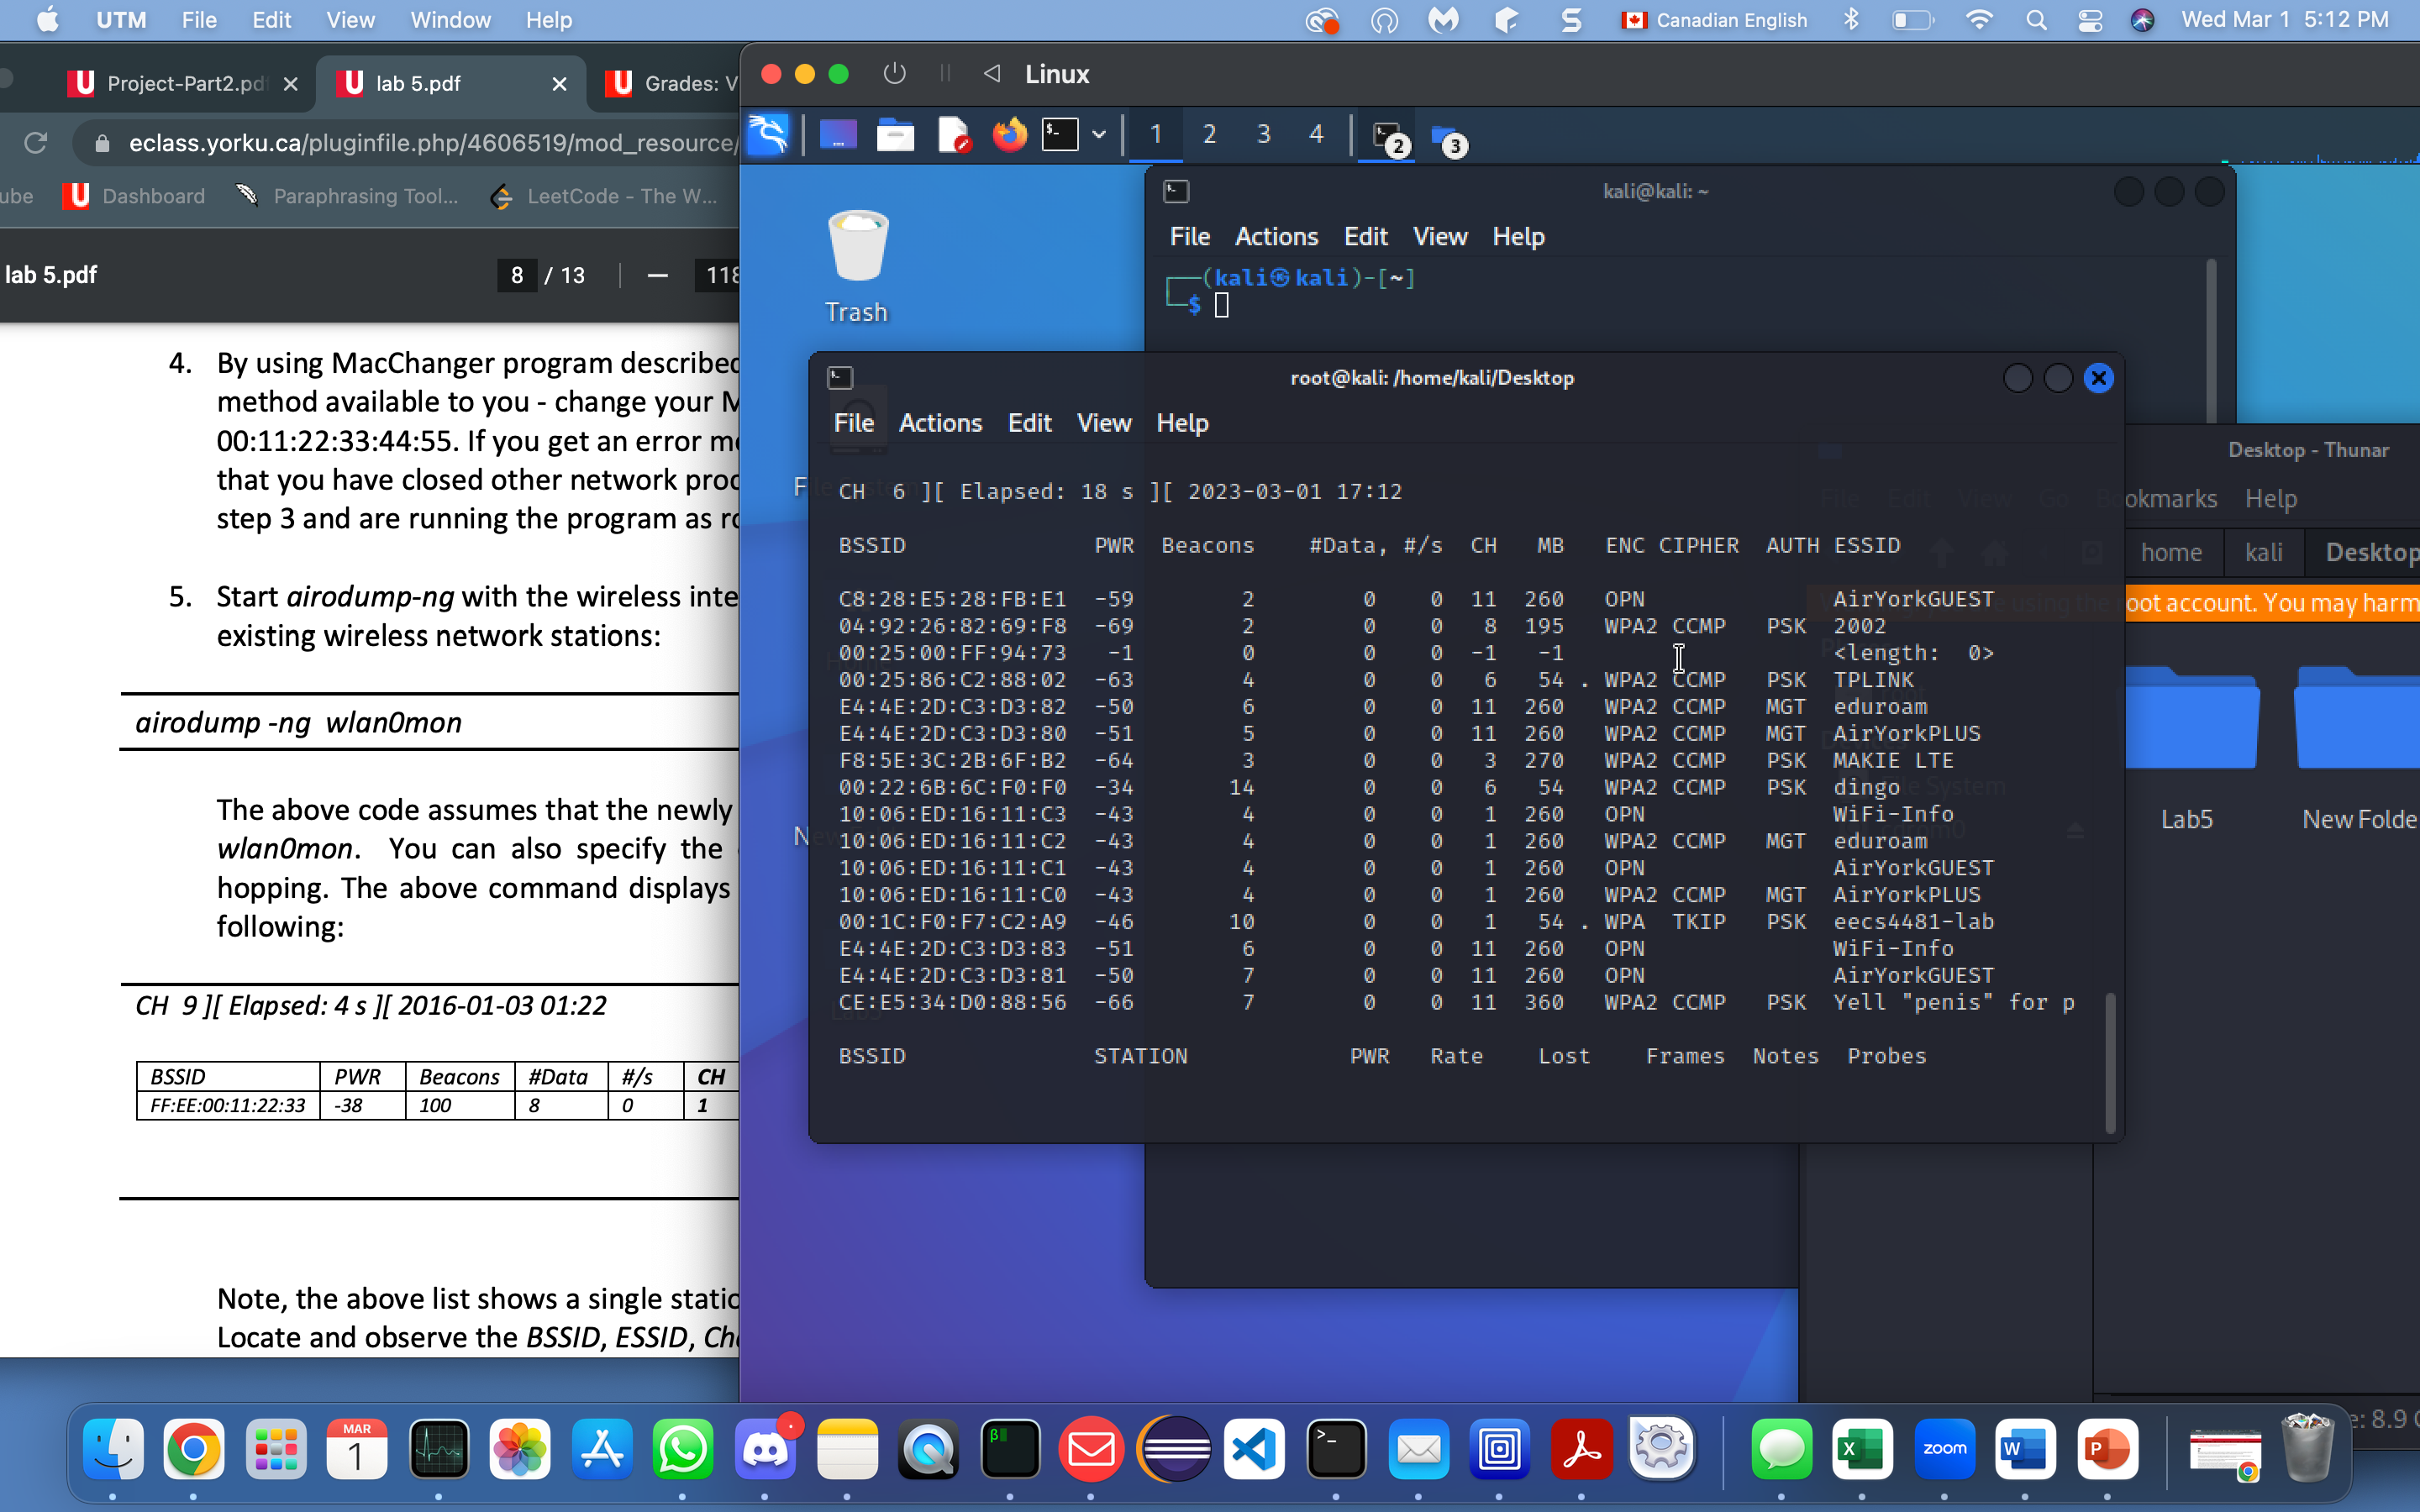 UTM File Edit View Window Help
Canadian English
Wed Mar 1 5:12 PM
Project-Part2.pdf
lab 5.pdf
Grades: V
Linux
eclass.yorku.ca/pluginfile.php/4606519/mod_resource/
1 2 3 4 2 3
ube Dashboard Paraphrasing Tool... LeetCode - The W...
lab 5.pdf
8 / 13
118
Trash
kali@kali: ~
File Actions Edit View Help
(kali㉿kali)-[~]
$
4. By using MacChanger program described
method available to you - change your M
00:11:22:33:44:55. If you get an error me
that you have closed other network proc
step 3 and are running the program as ro
5. Start airodump-ng with the wireless inte
existing wireless network stations:
airodump -ng wlan0mon
The above code assumes that the newly
wlan0mon. You can also specify the
hopping. The above command displays
following:
CH 9 ][ Elapsed: 4 s ][ 2016-01-03 01:22
BSSID PWR Beacons #Data #/s CH
FF:EE:00:11:22:33 -38 100 8 0 1
Note, the above list shows a single static
Locate and observe the BSSID, ESSID, Cha
root@kali: /home/kali/Desktop
File Actions Edit View Help
CH 6 ][ Elapsed: 18 s ][ 2023-03-01 17:12
BSSID PWR Beacons #Data, #/s CH MB ENC CIPHER AUTH ESSID
C8:28:E5:28:FB:E1 -59 2 0 0 11 260 OPN AirYorkGUEST
04:92:26:82:69:F8 -69 2 0 0 8 195 WPA2 CCMP PSK 2002
00:25:00:FF:94:73 -1 0 0 0 -1 -1 <length: 0>
00:25:86:C2:88:02 -63 4 0 0 6 54 . WPA2 CCMP PSK TPLINK
E4:4E:2D:C3:D3:82 -50 6 0 0 11 260 WPA2 CCMP MGT eduroam
E4:4E:2D:C3:D3:80 -51 5 0 0 11 260 WPA2 CCMP MGT AirYorkPLUS
F8:5E:3C:2B:6F:B2 -64 3 0 0 3 270 WPA2 CCMP PSK MAKIE LTE
00:22:6B:6C:F0:F0 -34 14 0 0 6 54 WPA2 CCMP PSK dingo
10:06:ED:16:11:C3 -43 4 0 0 1 260 OPN WiFi-Info
10:06:ED:16:11:C2 -43 4 0 0 1 260 WPA2 CCMP MGT eduroam
10:06:ED:16:11:C1 -43 4 0 0 1 260 OPN AirYorkGUEST
10:06:ED:16:11:C0 -43 4 0 0 1 260 WPA2 CCMP MGT AirYorkPLUS
00:1C:F0:F7:C2:A9 -46 10 0 0 1 54 . WPA TKIP PSK eecs4481-lab
E4:4E:2D:C3:D3:83 -51 6 0 0 11 260 OPN WiFi-Info
E4:4E:2D:C3:D3:81 -50 7 0 0 11 260 OPN AirYorkGUEST
CE:E5:34:D0:88:56 -66 7 0 0 11 360 WPA2 CCMP PSK Yell "penis" for p
BSSID STATION PWR Rate Lost Frames Notes Probes
Desktop - Thunar
File Edit View Go Bookmarks Help
home kali Desktop
using the root account. You may harm
File System
Lab5 New Folde
e: 8.9 G
MAR
1
zoom